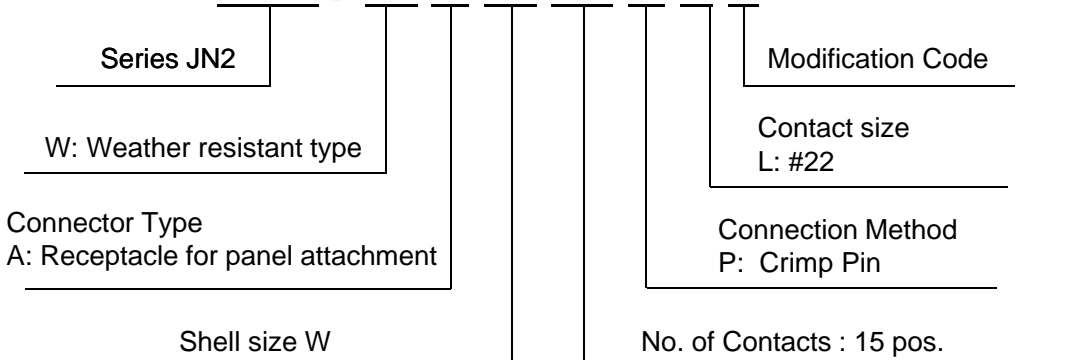 Series JN2
Modification Code
W: Weather resistant type
Contact size
L: #22
Connector Type
A: Receptacle for panel attachment
Connection Method
P: Crimp Pin
Shell size W
No. of Contacts : 15 pos.